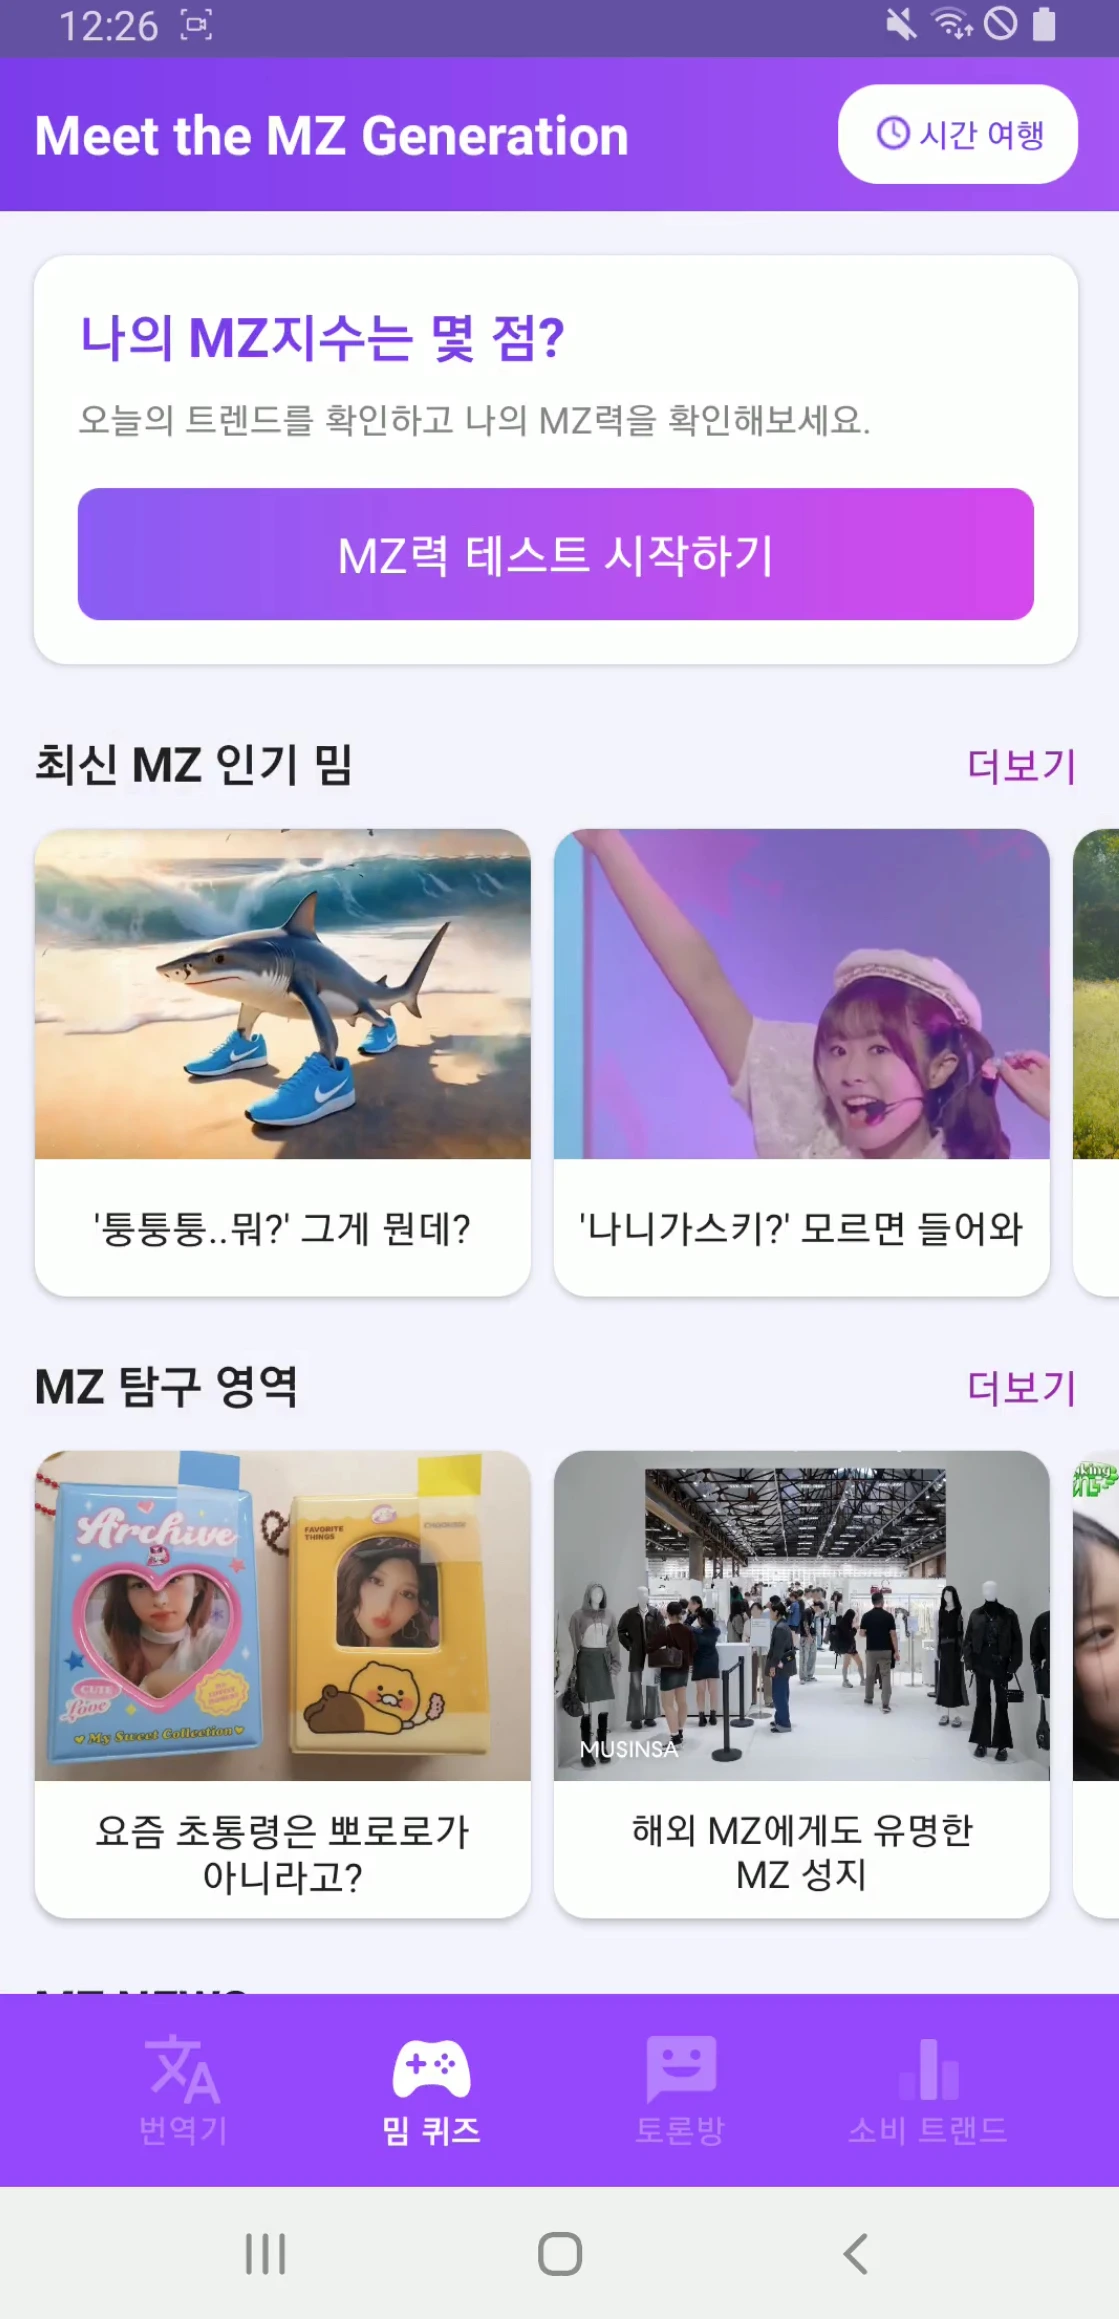 12:26
Meet the MZ Generation
시간 여행
나의 MZ지수는 몇 점?
오늘의 트렌드를 확인하고 나의 MZ력을 확인해보세요.
MZ력 테스트 시작하기
최신 MZ 인기 밈
더보기
'퉁퉁퉁..뭐?' 그게 뭔데?
'나니가스키?' 모르면 들어와
MZ 탐구 영역
더보기
Archive
CUTE
Love
My Sweet Collection
FAVORITE
THINGS
MUSINSA
요즘 초통령은 뽀로로가
아니라고?
해외 MZ에게도 유명한
MZ 성지
MZ NEWS
번역기
밈 퀴즈
토론방
소비 트랜드